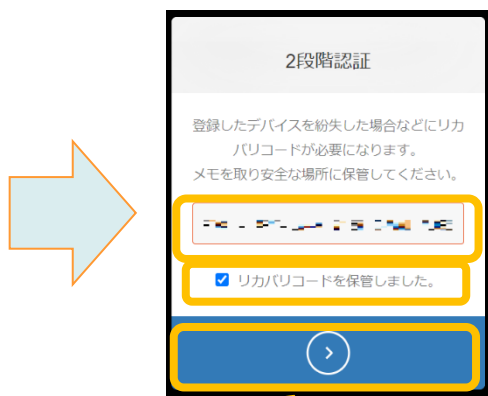 2段階認証
登録したデバイスを紛失した場合などにリカ
バリコードが必要になります。
メモを取り安全な場所に保管してください。
リカバリコードを保管しました。